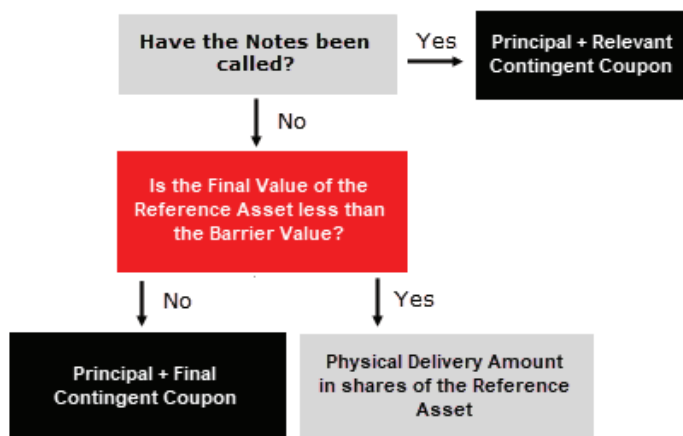 Have the Notes been
called?
Yes
Principal + Relevant
Contingent Coupon
No
Is the Final Value of the
Reference Asset less than
the Barrier Value?
No
Yes
Principal + Final
Contingent Coupon
Physical Delivery Amount
in shares of the Reference
Asset